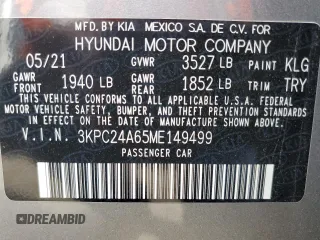 MFD BY KIA MEXICO S.A. DE C.V. FOR
HYUNDAI MOTOR COMPANY
05/21 GVWR 3527 LB PAINT KLG
GAWR FRT 1940 LB GAWR REAR 1852 LB TRIM TRY
THIS VEHICLE CONFORMS TO ALL APPLICABLE FEDERAL
MOTOR VEHICLE SAFETY, BUMPER, AND THEFT
PREVENTION STANDARDS IN EFFECT ON THE DATE OF
MANUFACTURE SHOWN ABOVE.
V.I.N. 3KPC24A65ME149499
PASSENGER CAR
DREAMBID